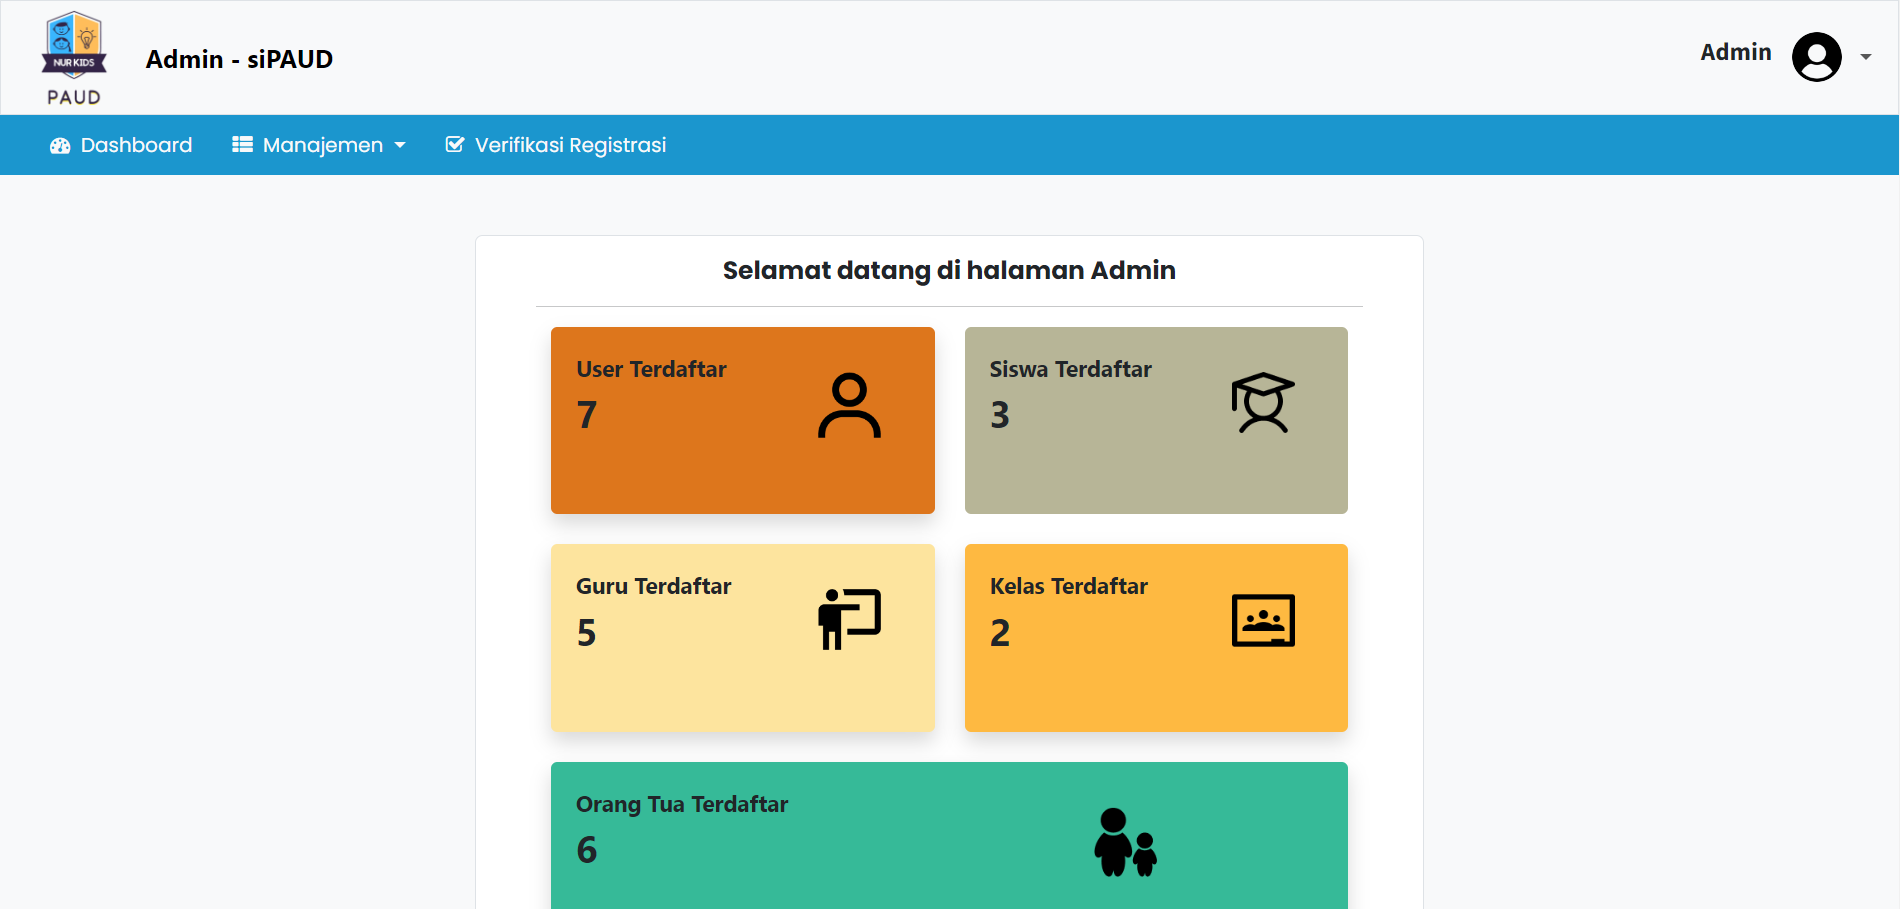 NUR KIDS
PAUD
Admin - siPAUD
Admin
Dashboard
Manajemen
Verifikasi Registrasi
Selamat datang di halaman Admin
User Terdaftar
7
Siswa Terdaftar
3
Guru Terdaftar
5
Kelas Terdaftar
2
Orang Tua Terdaftar
6